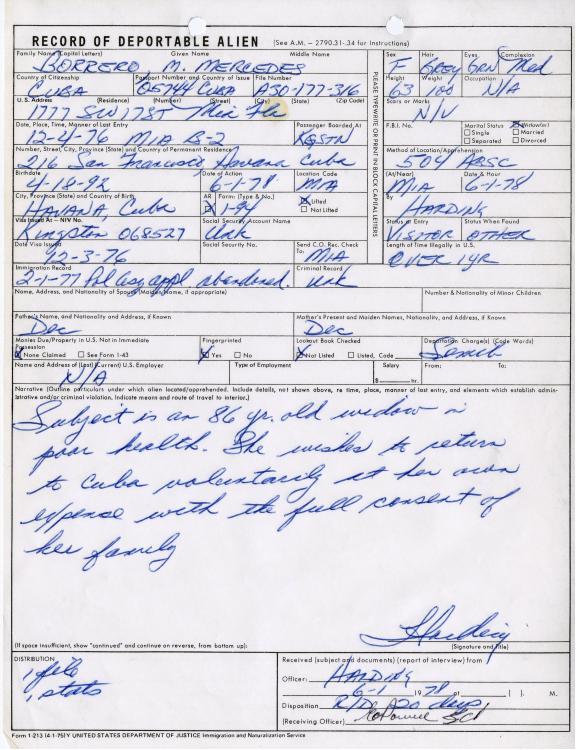 RECORD OF DEPORTABLE ALIEN (See A.M. – 2790.31-.34 for Instructions)
Family Name (Capital Letters) Given Name Middle Name Sex Hair Eyes Complexion
BORRERO M. MERCEDES F GREY BRN Med
Country of Citizenship Passport Number and Country of Issue File Number Height Weight Occupation
CUBA 05744 CUBA A30-177-316 63 100 N/A
U.S. Address (Residence) (Number) (Street) (City) (State) (Zip Code) Scars or Marks
1777 SW 17 ST Mia Fla N/V
Date, Place, Time, Manner of Last Entry Passenger Boarded At F.B.I. No. Marital Status Widow(er)
12-4-76 MIA B-2 KGSTN Single Married
Separated Divorced
Number, Street, City, Province (State) and Country of Permanent Residence Method of Location/Apprehension
216 San Francisco, Havana Cuba 504 ABSC
Birthdate Date of Action Location Code (At/Near) Date & Hour
4-18-92 6-1-78 MIA MIA 6-1-78
City, Province (State) and Country of Birth AR Form: (Type & No.) Lifted Not Lifted By
HAVANA, Cuba I-94 HARDING
Visa Issued At – NIV No. Social Security Account Name Status at Entry Status When Found
Kingston 068527 Unk VISITOR OTHER
Date Visa Issued Social Security No. Send C.O. Rec. Check To: Length of Time Illegally in U.S.
12-3-76 MIA OVER 1YR
PLEASE TYPEWRITE OR PRINT IN BLOCK CAPITAL LETTERS
Immigration Record Criminal Record
2-1-77 Pol asy appl abandoned. Unk
Name, Address, and Nationality of Spouse (Maiden Name, if appropriate) Number & Nationality of Minor Children
Father's Name, and Nationality and Address, if Known Mother's Present and Maiden Names, Nationality, and Address, if Known
Dec Dec
Monies Due/Property in U.S. Not in Immediate Possession Fingerprinted Lookout Book Checked Deportation Charge(s) (Code Words)
None Claimed See Form I-43 Yes No Not Listed Listed, Code
Name and Address of (Last) (Current) U.S. Employer Type of Employment Salary From: To:
N/A $ hr.
Narrative (Outline particulars under which alien located/apprehended. Include details, not shown above, re time, place, manner of last entry, and elements which establish admin-
istrative and/or criminal violation. Indicate means and route of travel to interior.)
Subject is an 86 yr. old widow in
poor health. She wishes to return
to Cuba voluntarily at her own
expense with the full consent of
her family
Harding
(If space insufficient, show "continued" and continue on reverse, from bottom up): (Signature and Title)
DISTRIBUTION
1 file
1 stats
Received (subject and documents) (report of interview) from
Officer: HARDING
6-1 19 78 at ( ). M.
Disposition
(Receiving Officer)
Form I-213 (4-1-75)Y UNITED STATES DEPARTMENT OF JUSTICE Immigration and Naturalization Service